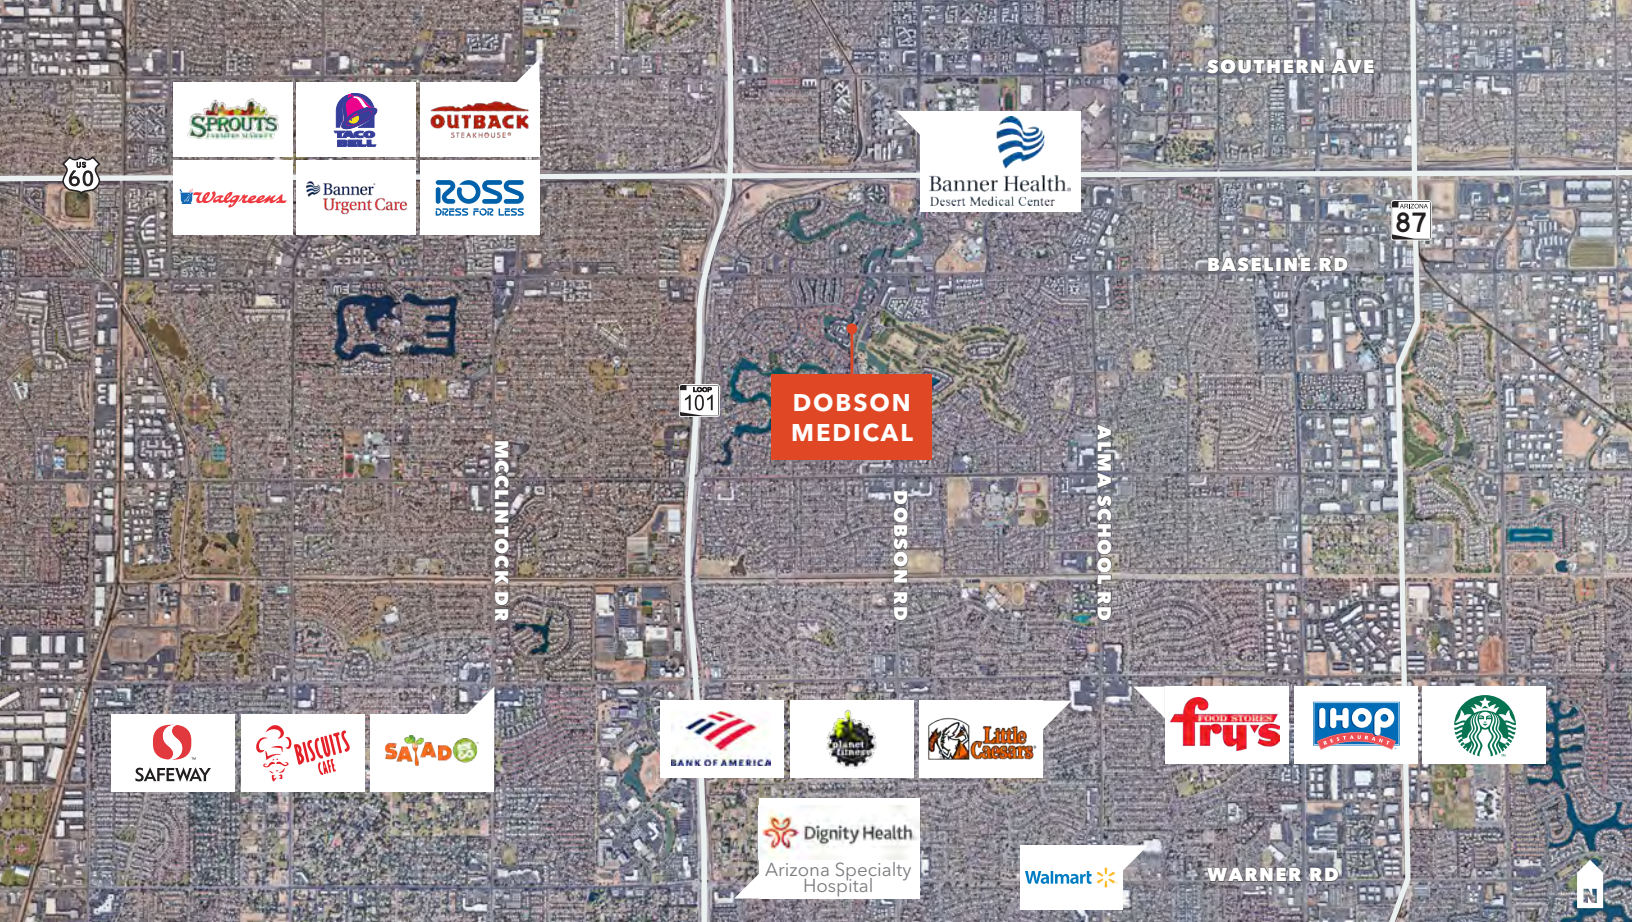 SOUTHERN AVE
SPROUTS
FARMERS MARKET
TACO
BELL
OUTBACK
STEAKHOUSE®
Banner Health®
Desert Medical Center
US
60
Walgreens
Banner
Urgent Care
ROSS
DRESS FOR LESS
ARIZONA
87
BASELINE RD
LOOP
101
DOBSON
MEDICAL
MCCLINTOCK DR
DOBSON RD
ALMA SCHOOL RD
SAFEWAY
BISCUITS
CAFE
SALAD
BANK OF AMERICA
planet
fitness
Little
Caesars
fry's
FOOD STORES
IHOP
RESTAURANT
Dignity Health
Arizona Specialty
Hospital
Walmart
WARNER RD
N